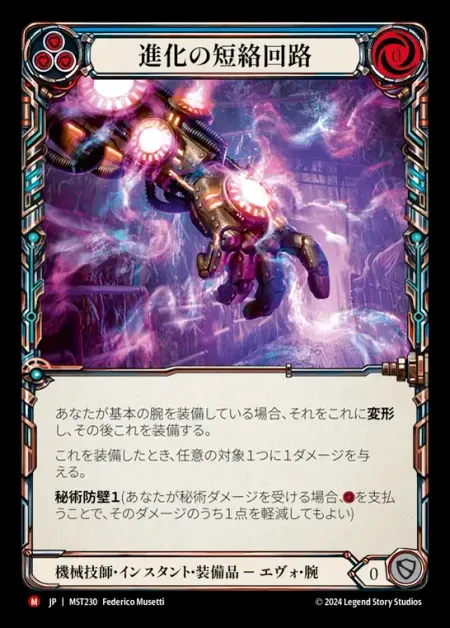 進化の短絡回路
0
あなたが基本の腕を装備している場合、それをこれに変形
し、その後これを装備する。
これを装備したとき、任意の対象1つに1ダメージを与
える。
秘術防壁1(あなたが秘術ダメージを受ける場合、を支払
うことで、そのダメージのうち1点を軽減してもよい)
機械技師・インスタント・装備品 － エヴォ・腕
0
M JP | MST230 Federico Musetti
© 2024 Legend Story Studios